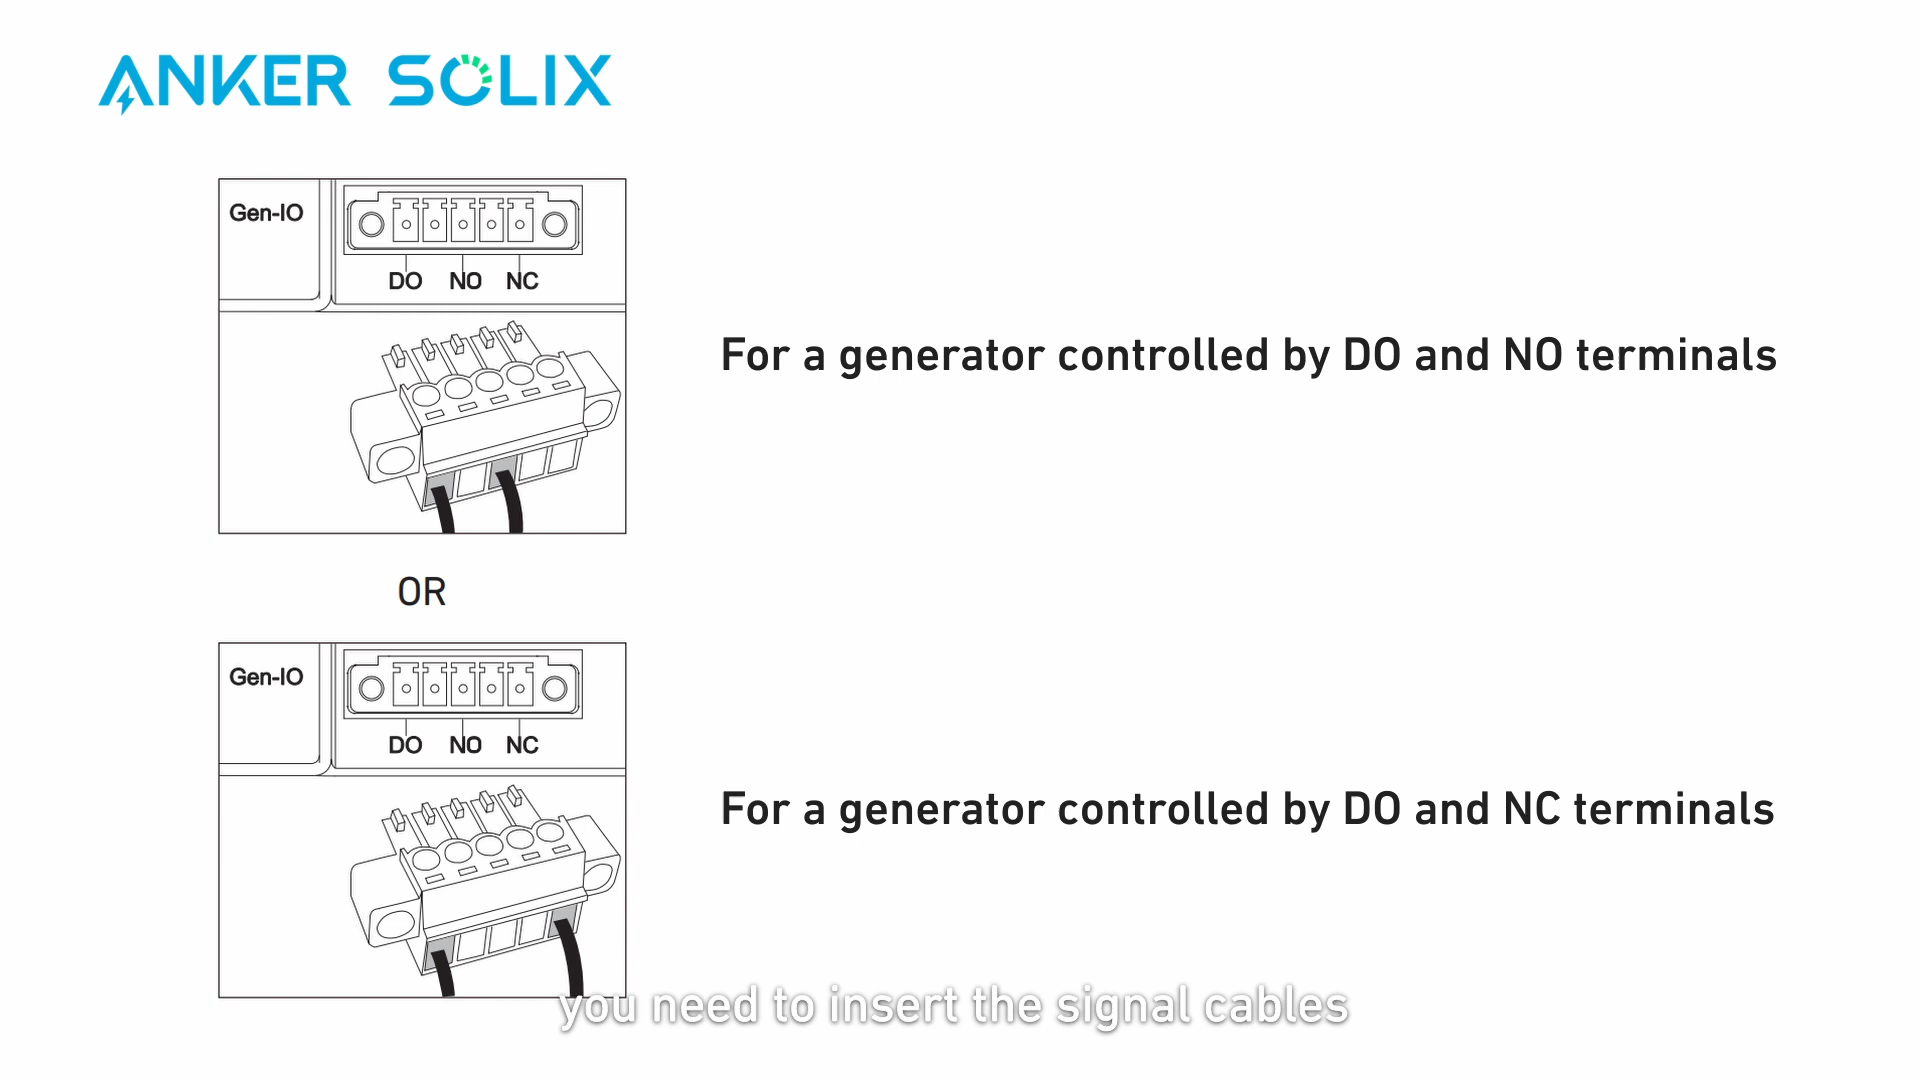 ANKER SOLIX
Gen-IO
DO NO NC
For a generator controlled by DO and NO terminals
OR
Gen-IO
DO NO NC
For a generator controlled by DO and NC terminals
you need to insert the signal cables